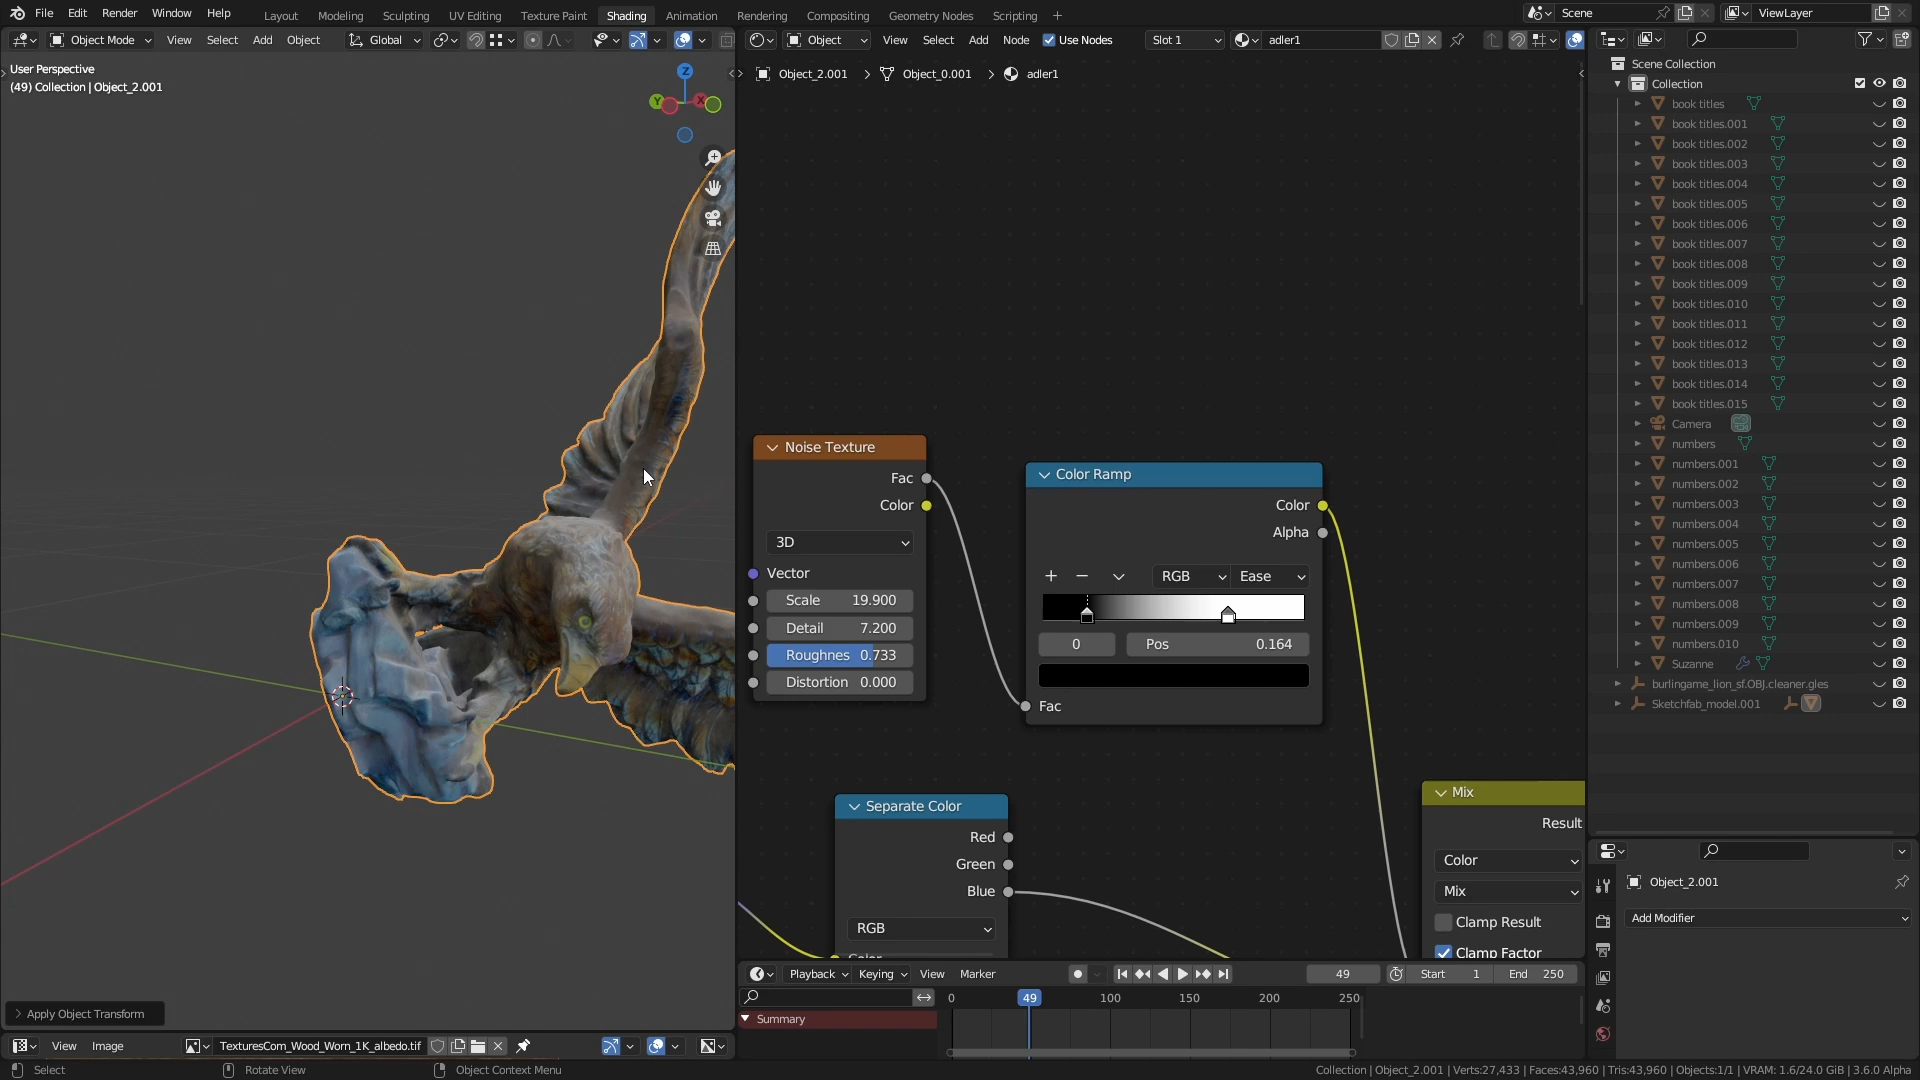 File Edit Render Window Help Layout Modeling Sculpting UV Editing Texture Paint Shading Animation Rendering Compositing Geometry Nodes Scripting + Scene ViewLayer
Object Mode View Select Add Object Global Object View Select Add Node Use Nodes Slot 1 adler1
User Perspective
(49) Collection | Object_2.001
Z
Y
X
Object_2.001 > Object_0.001 > adler1
Noise Texture
Fac
Color
3D
Vector
Scale 19.900
Detail 7.200
Roughnes 0.733
Distortion 0.000
Color Ramp
Color
Alpha
+ − RGB Ease
0 Pos 0.164
Fac
Separate Color
Red
Green
Blue
RGB
Color
Mix
Result
Color
Mix
Clamp Result
Clamp Factor
Scene Collection
Collection
book titles
book titles.001
book titles.002
book titles.003
book titles.004
book titles.005
book titles.006
book titles.007
book titles.008
book titles.009
book titles.010
book titles.011
book titles.012
book titles.013
book titles.014
book titles.015
Camera
numbers
numbers.001
numbers.002
numbers.003
numbers.004
numbers.005
numbers.006
numbers.007
numbers.008
numbers.009
numbers.010
Suzanne
burlingame_lion_sf.OBJ.cleaner.gles
Sketchfab_model.001
Object_2.001
Add Modifier
Playback Keying View Marker 49 Start 1 End 250
0 49 100 150 200 250
Summary
> Apply Object Transform
View Image TexturesCom_Wood_Worn_1K_albedo.tif
Select Rotate View Object Context Menu
Collection | Object_2.001 | Verts:27,433 | Faces:43,960 | Tris:43,960 | Objects:1/1 | VRAM: 1.6/24.0 GiB | 3.6.0 Alpha